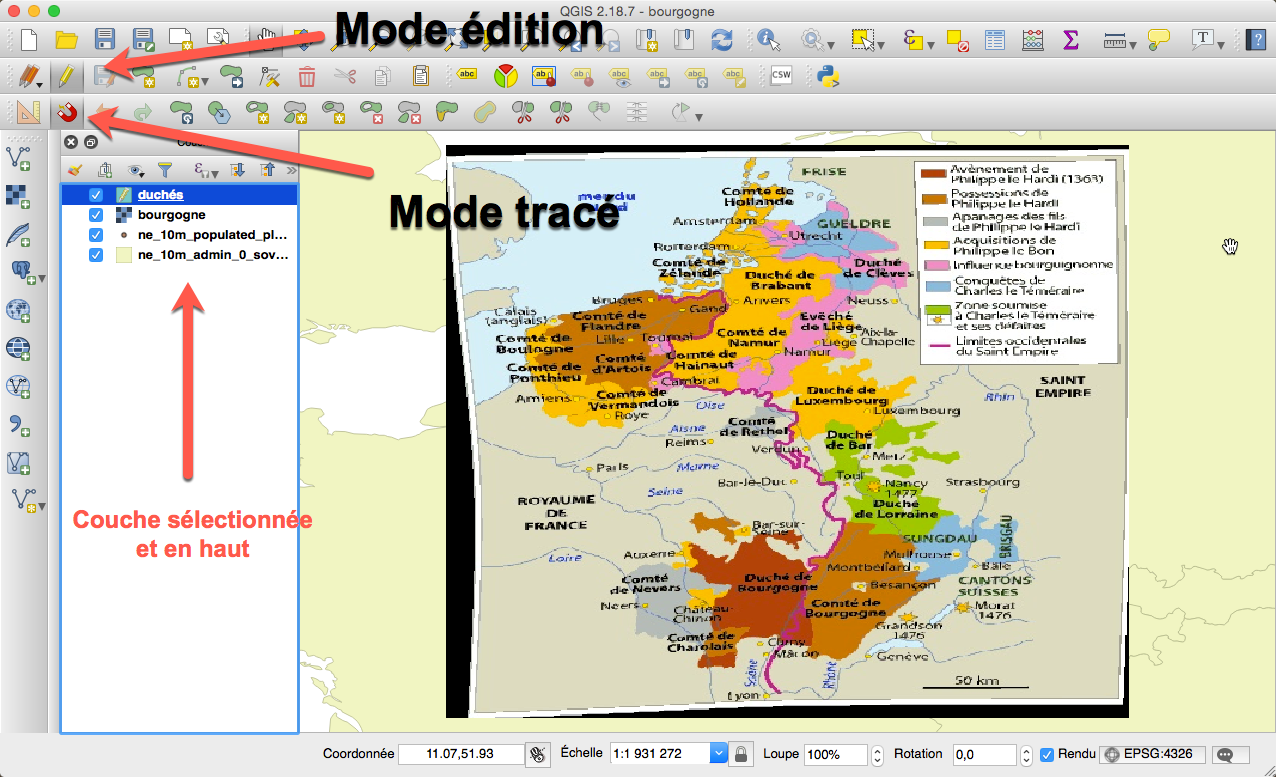 QGIS 2.18.7 - bourgogne
Mode édition
abc
ab
CSW
T
?
Mode tracé
duchés
bourgogne
ne_10m_populated_pl...
ne_10m_admin_0_sov...
Couche sélectionnée
et en haut
FRISE
Comté de
Hollande
Amsterdam
Utrecht
GUELDRE
Rotterdam
Comté de
Zélande
Duché
de Clèves
Duché de
Brabant
Bruges
Gand
Anvers
Neuss
Calais
(anglais)
Comté de
Flandre
Evêché
de Liège
Comté de
Boulogne
Lille
Tournai
Comté de
Namur
Liège
Aix-la
Chapelle
Comté
d'Artois
Comté de
Hainaut
Namur
Comté de
Ponthieu
Cambrai
Amiens
Comté de
Vermandois
Roye
Duché de
Luxembourg
Luxembourg
Oise
Aisne
Reims
Comté
de Rethel
Verdun
Duché
de Bar
Metz
Rhin
SAINT
EMPIRE
Paris
Marne
Seine
Bar-le-Duc
Toul
Nancy
1477
Strasbourg
ROYAUME
DE
FRANCE
Duché
de Lorraine
Bar-sur-
Seine
SUNGDAU
BRISGAU
Loire
Auxerre
Mulhouse
Bâle
Comté
de Nevers
Duché de
Bourgogne
Montbéliard
Besançon
CANTONS
SUISSES
Château-
Chinon
Comté de
Bourgogne
Morat
1476
Comté de
Charolais
Grandson
1476
Cluny
Mâcon
Genève
Saône
Rhône
Lyon
50 km
Avènement de
Philippe le Hardi (1363)
Possessions de
Philippe le Hardi
Apanages des fils
de Philippe le Hardi
Acquisitions de
Philippe le Bon
Influence bourguignonne
Conquêtes de
Charles le Téméraire
Zone soumise
à Charles le Téméraire
et ses défaites
Limites occidentales
du Saint Empire
Coordonnée 11.07,51.93 Échelle 1:1 931 272 Loupe 100% Rotation 0,0 Rendu EPSG:4326